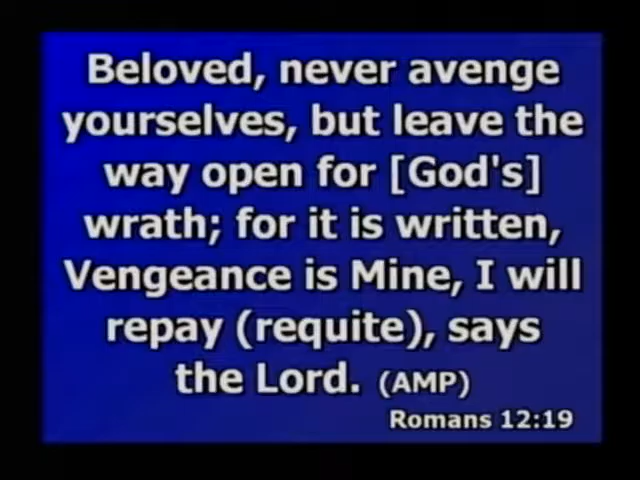 Beloved, never avenge
yourselves, but leave the
way open for [God's]
wrath; for it is written,
Vengeance is Mine, I will
repay (requite), says
the Lord. (AMP)
Romans 12:19